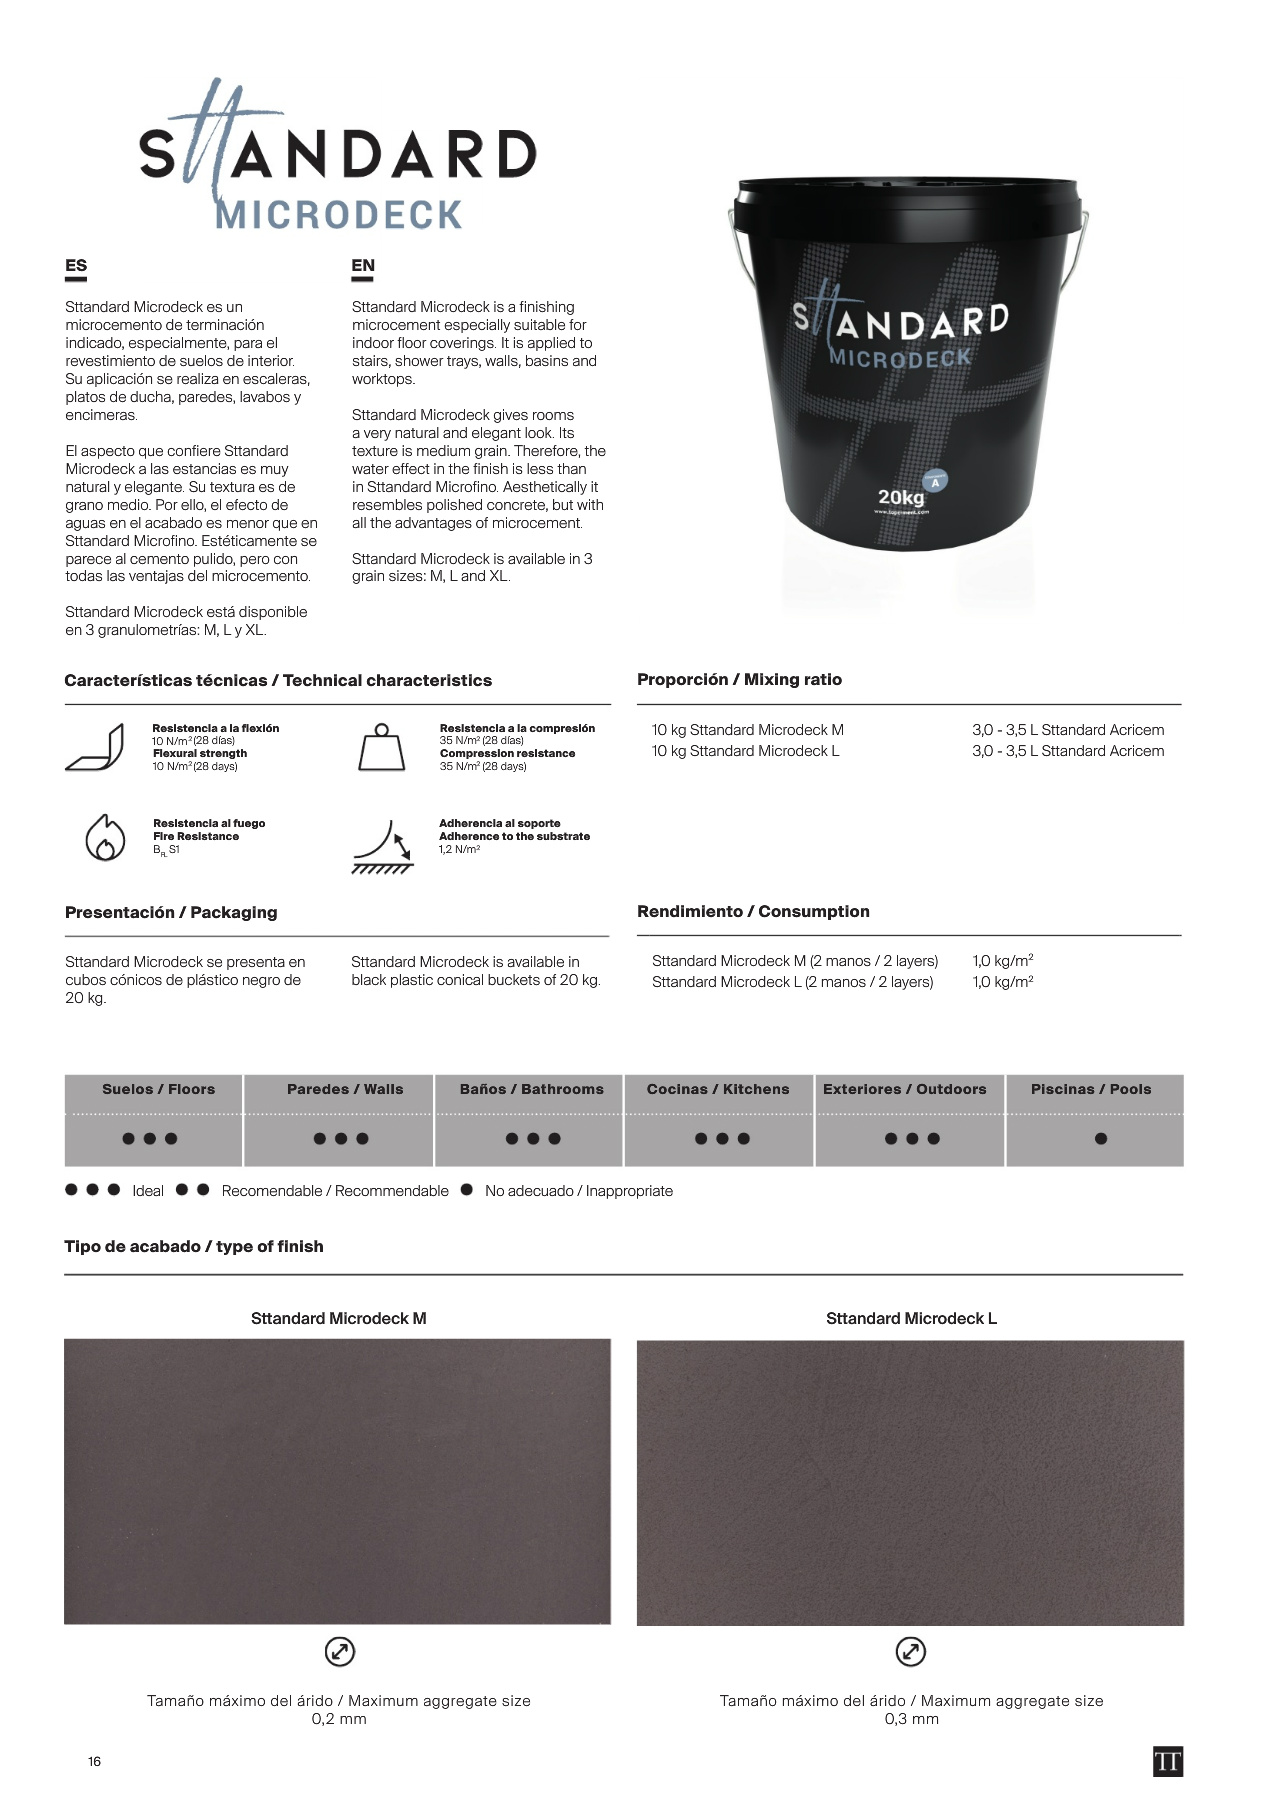 STTANDARD
MICRODECK
ES
Sttandard Microdeck es un
microcemento de terminación
indicado, especialmente, para el
revestimiento de suelos de interior.
Su aplicación se realiza en escaleras,
platos de ducha, paredes, lavabos y
encimeras.
El aspecto que confiere Sttandard
Microdeck a las estancias es muy
natural y elegante. Su textura es de
grano medio. Por ello, el efecto de
aguas en el acabado es menor que en
Sttandard Microfino. Estéticamente se
parece al cemento pulido, pero con
todas las ventajas del microcemento.
Sttandard Microdeck está disponible
en 3 granulometrías: M, L y XL.
EN
Sttandard Microdeck is a finishing
microcement especially suitable for
indoor floor coverings. It is applied to
stairs, shower trays, walls, basins and
worktops.
Sttandard Microdeck gives rooms
a very natural and elegant look. Its
texture is medium grain. Therefore, the
water effect in the finish is less than
in Sttandard Microfino. Aesthetically it
resembles polished concrete, but with
all the advantages of microcement.
Sttandard Microdeck is available in 3
grain sizes: M, L and XL.
STTANDARD
MICRODECK
A
20kg
www.topciment.com
Características técnicas / Technical characteristics
Resistencia a la flexión
10 N/m² (28 días)
Flexural strength
10 N/m² (28 days)
Resistencia a la compresión
35 N/m² (28 días)
Compression resistance
35 N/m² (28 days)
Resistencia al fuego
Fire Resistance
BFL S1
Adherencia al soporte
Adherence to the substrate
1,2 N/m²
Proporción / Mixing ratio
10 kg Sttandard Microdeck M 3,0 - 3,5 L Sttandard Acricem
10 kg Sttandard Microdeck L 3,0 - 3,5 L Sttandard Acricem
Presentación / Packaging
Sttandard Microdeck se presenta en
cubos cónicos de plástico negro de
20 kg.
Sttandard Microdeck is available in
black plastic conical buckets of 20 kg.
Rendimiento / Consumption
Sttandard Microdeck M (2 manos / 2 layers) 1,0 kg/m²
Sttandard Microdeck L (2 manos / 2 layers) 1,0 kg/m²
Suelos / Floors Paredes / Walls Baños / Bathrooms Cocinas / Kitchens Exteriores / Outdoors Piscinas / Pools
● ● ● ● ● ● ● ● ● ● ● ● ● ● ● ●
● ● ● Ideal ● ● Recomendable / Recommendable ● No adecuado / Inappropriate
Tipo de acabado / type of finish
Sttandard Microdeck M
Sttandard Microdeck L
Tamaño máximo del árido / Maximum aggregate size
0,2 mm
Tamaño máximo del árido / Maximum aggregate size
0,3 mm
16
TT